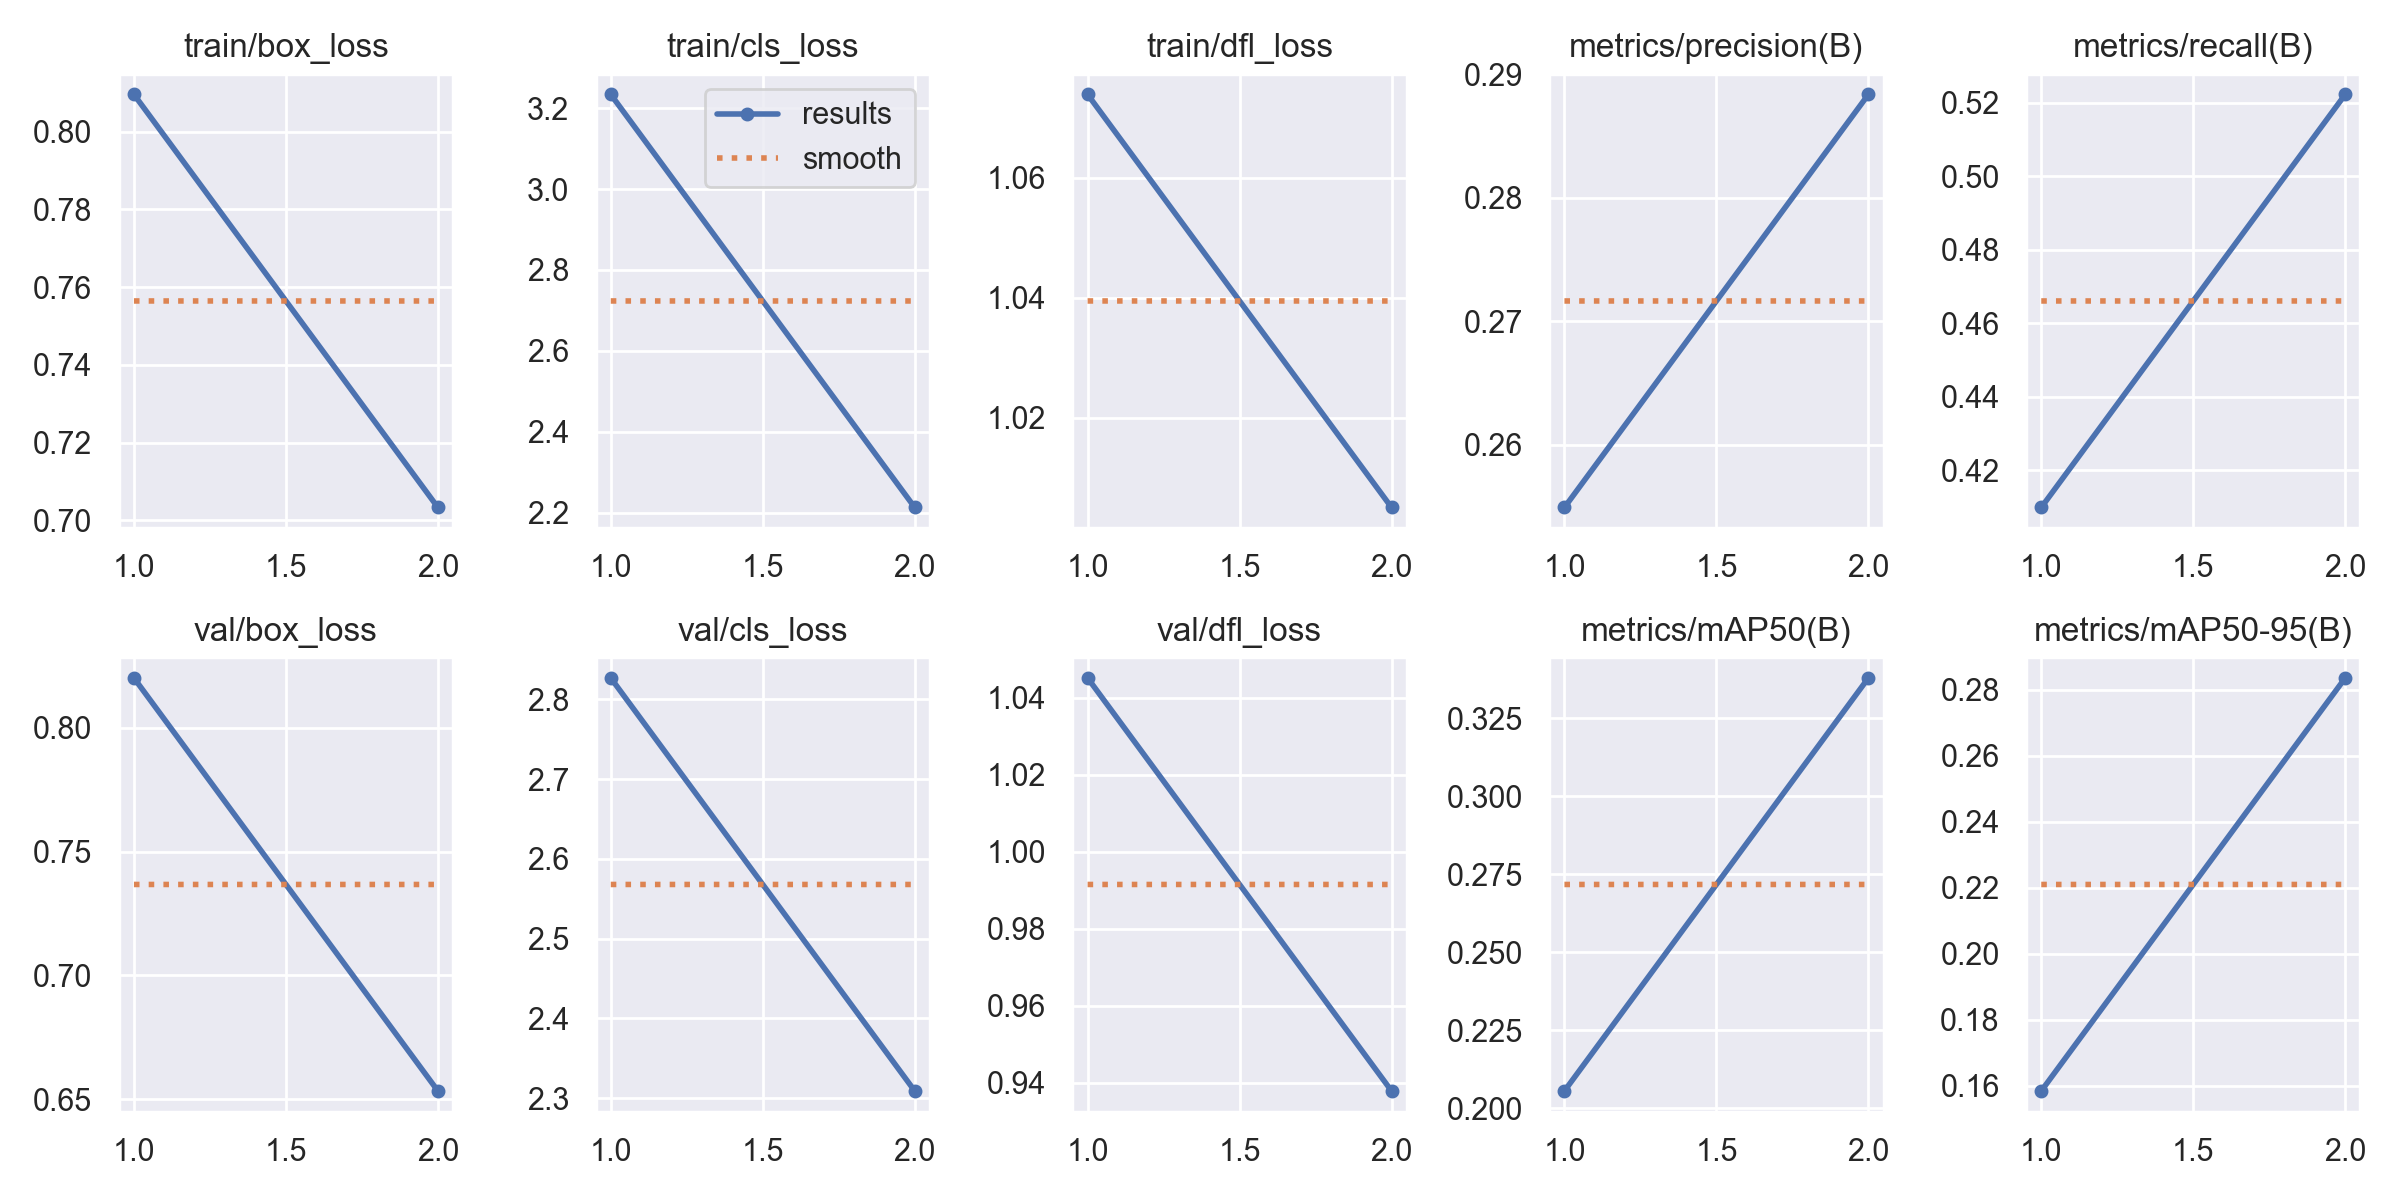 train/box_loss
train/cls_loss
train/dfl_loss
metrics/precision(B)
metrics/recall(B)
0.80
0.78
0.76
0.74
0.72
0.70
1.0 1.5 2.0
3.2
3.0
2.8
2.6
2.4
2.2
results
smooth
1.0 1.5 2.0
1.06
1.04
1.02
1.0 1.5 2.0
0.29
0.28
0.27
0.26
1.0 1.5 2.0
0.52
0.50
0.48
0.46
0.44
0.42
1.0 1.5 2.0
val/box_loss
val/cls_loss
val/dfl_loss
metrics/mAP50(B)
metrics/mAP50-95(B)
0.80
0.75
0.70
0.65
1.0 1.5 2.0
2.8
2.7
2.6
2.5
2.4
2.3
1.0 1.5 2.0
1.04
1.02
1.00
0.98
0.96
0.94
1.0 1.5 2.0
0.325
0.300
0.275
0.250
0.225
0.200
1.0 1.5 2.0
0.28
0.26
0.24
0.22
0.20
0.18
0.16
1.0 1.5 2.0